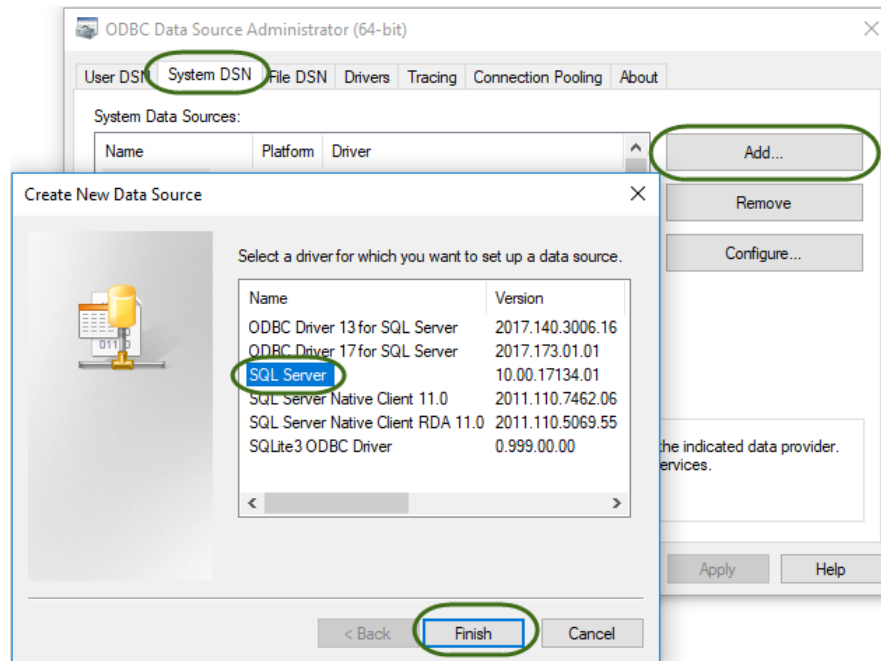 ODBC Data Source Administrator (64-bit)
User DSN System DSN File DSN Drivers Tracing Connection Pooling About
System Data Sources:
Name Platform Driver
Add...
Remove
Configure...
Create New Data Source
Select a driver for which you want to set up a data source.
Name Version
ODBC Driver 13 for SQL Server 2017.140.3006.16
ODBC Driver 17 for SQL Server 2017.173.01.01
SQL Server 10.00.17134.01
SQL Server Native Client 11.0 2011.110.7462.06
SQL Server Native Client RDA 11.0 2011.110.5069.55
SQLite3 ODBC Driver 0.999.00.00
the indicated data provider.
ervices.
Apply Help
< Back Finish Cancel